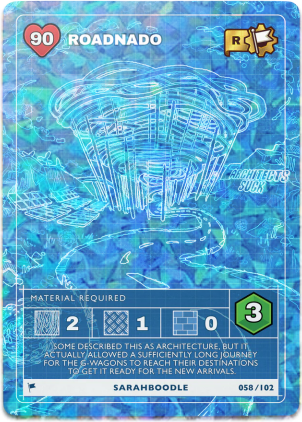 90 ROADNADO R
ARCHITECTS
SUCK
MATERIAL REQUIRED
2 1 0 3
SOME DESCRIBED THIS AS ARCHITECTURE, BUT IT
ACTUALLY ALLOWED A SUFFICIENTLY LONG JOURNEY
FOR THE G-WAGONS TO REACH THEIR DESTINATIONS
TO GET IT READY FOR THE NEW ARRIVALS.
SARAHBOODLE 058/102